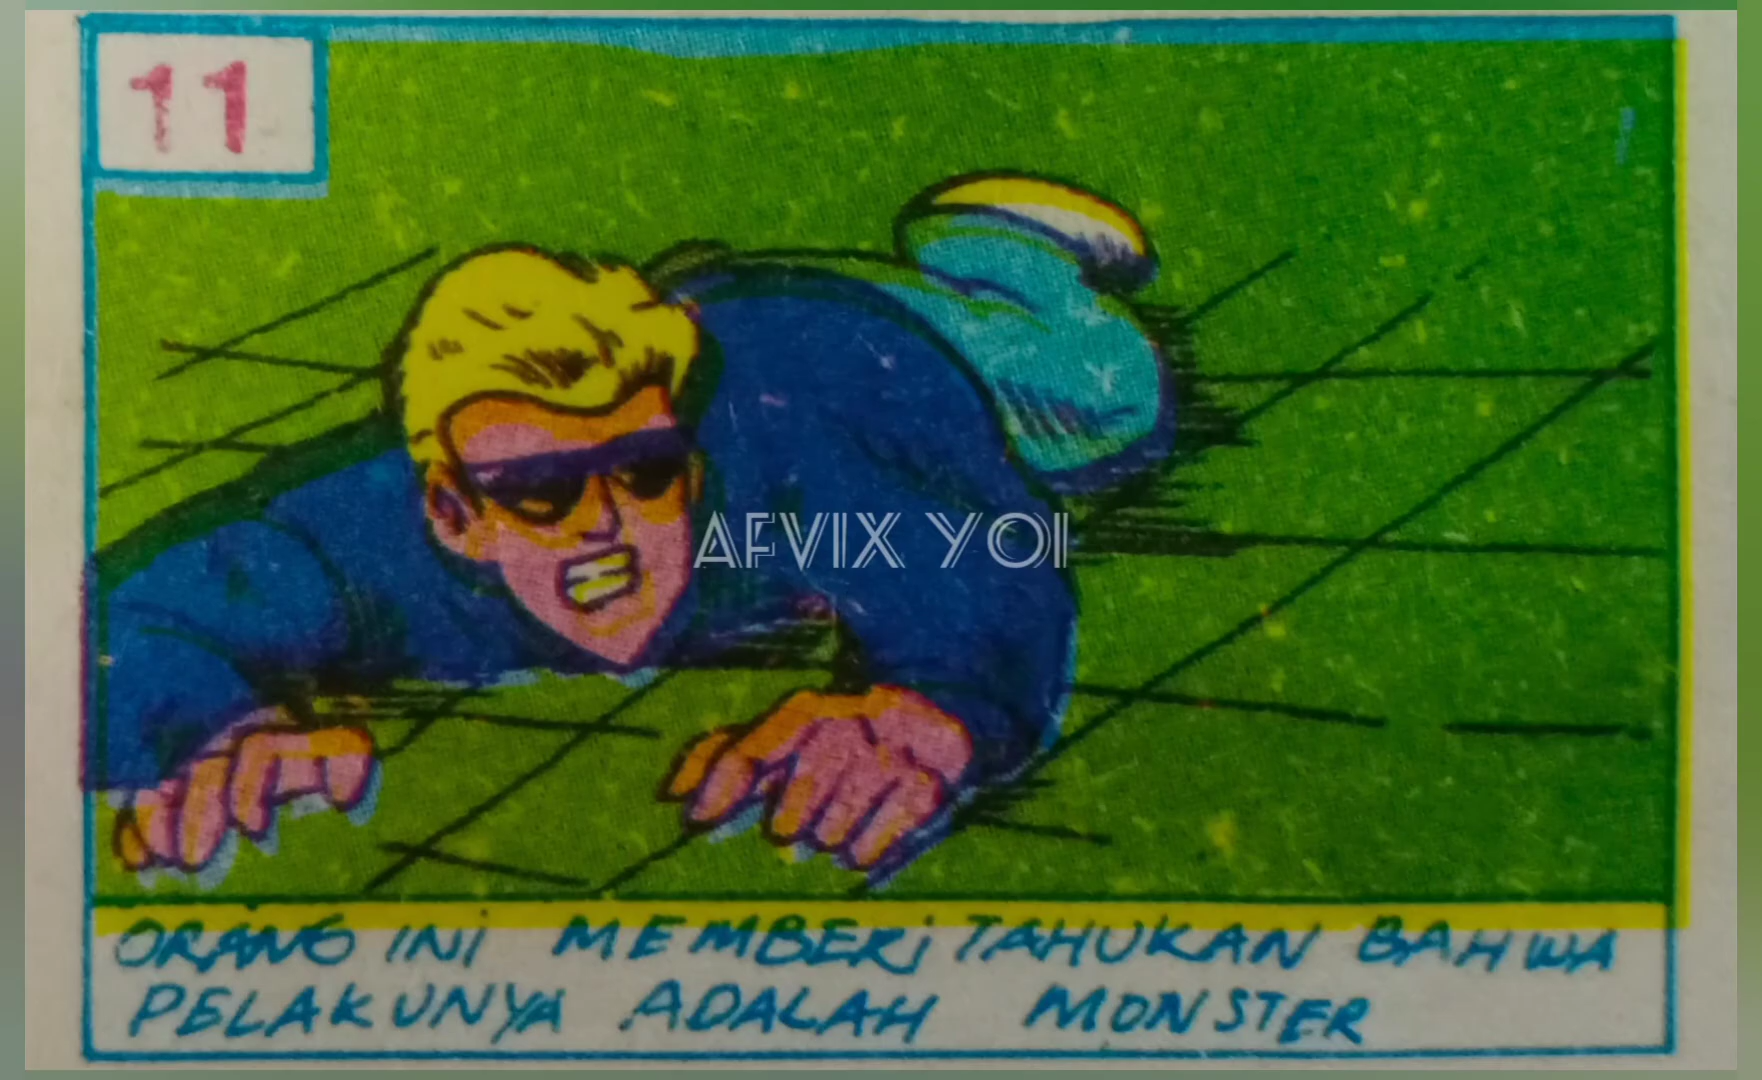 11
AFVIX YOI
ORANG INI MEMBERITAHUKAN BAHWA
PELAKUNYA ADALAH MONSTER